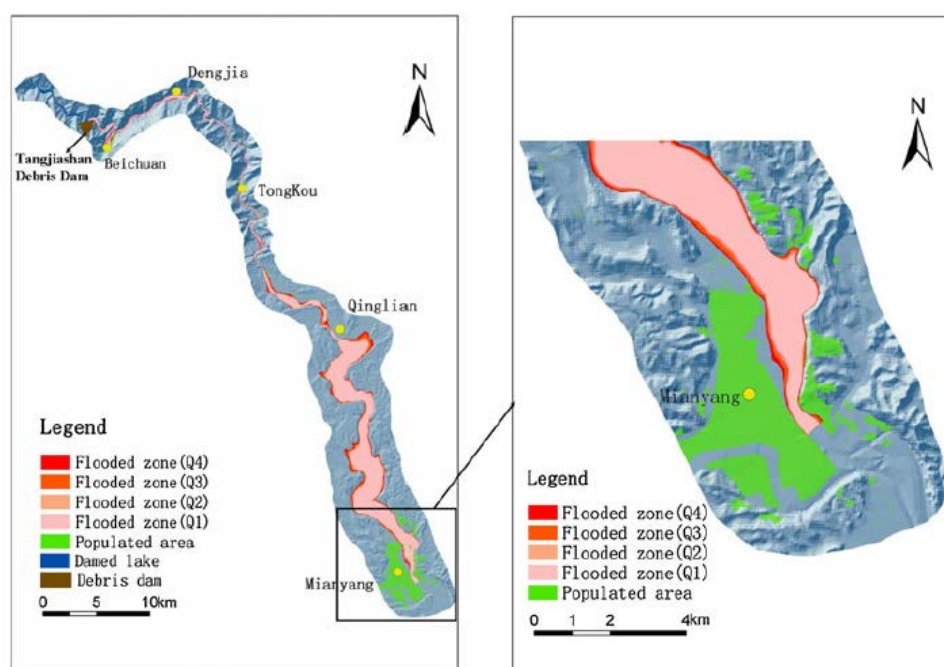 N
Dengjia
Tangjiashan
Debris Dam
Beichuan
TongKou
Qinglian
Legend
Flooded zone(Q4)
Flooded zone(Q3)
Flooded zone(Q2)
Flooded zone(Q1)
Populated area
Damed lake
Debris dam
0 5 10km
Mianyang
N
Mianyang
Legend
Flooded zone(Q4)
Flooded zone(Q3)
Flooded zone(Q2)
Flooded zone(Q1)
Populated area
0 1 2 4km